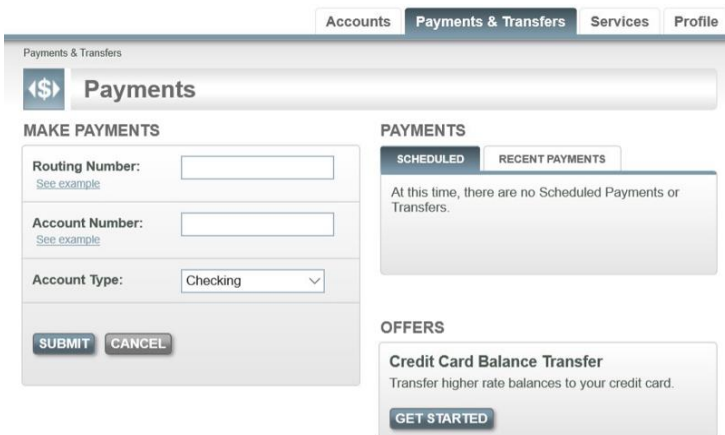 Accounts
Payments & Transfers
Services
Profile
Payments & Transfers
($)
Payments
MAKE PAYMENTS
Routing Number:
See example
Account Number:
See example
Account Type:
Checking
SUBMIT
CANCEL
PAYMENTS
SCHEDULED
RECENT PAYMENTS
At this time, there are no Scheduled Payments or
Transfers.
OFFERS
Credit Card Balance Transfer
Transfer higher rate balances to your credit card.
GET STARTED